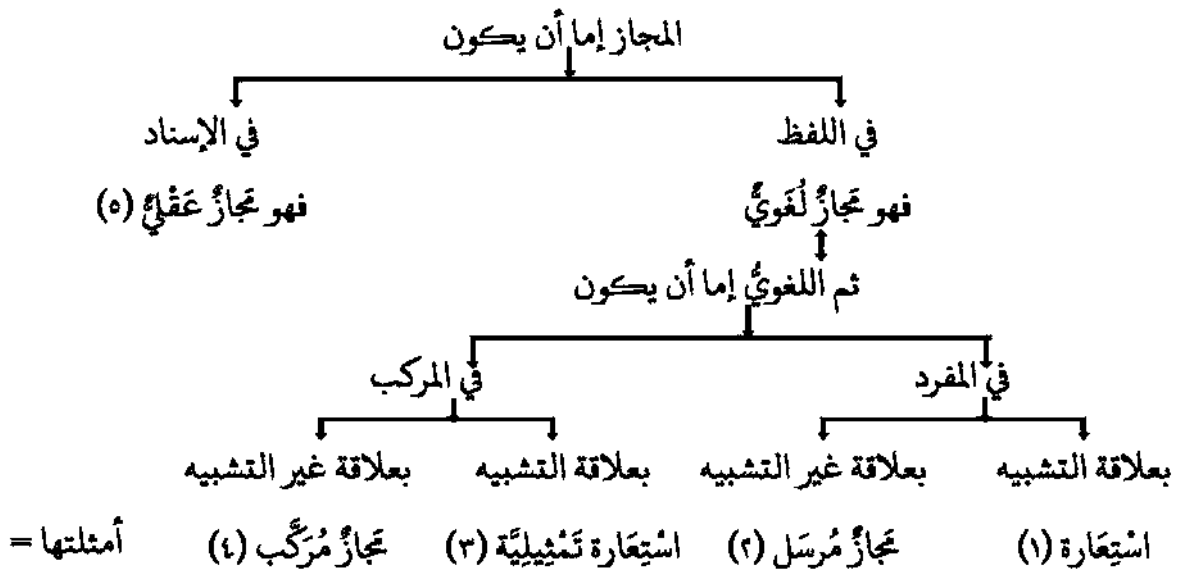 المجاز إما أن يكون
في اللفظ في الإسناد
فهو مَجازٌ لُغَويٌّ فهو مَجازٌ عَقْليٌّ (٥)
ثم اللغويُّ إما أن يكون
في المفرد في المركب
بعلاقة التشبيه بعلاقة غير التشبيه بعلاقة التشبيه بعلاقة غير التشبيه
اسْتِعَارة (١) مَجازٌ مُرسَل (٢) اسْتِعَارة تَمْثِيلِيَّة (٣) مَجازٌ مُرَكَّب (٤) أمثلتها =